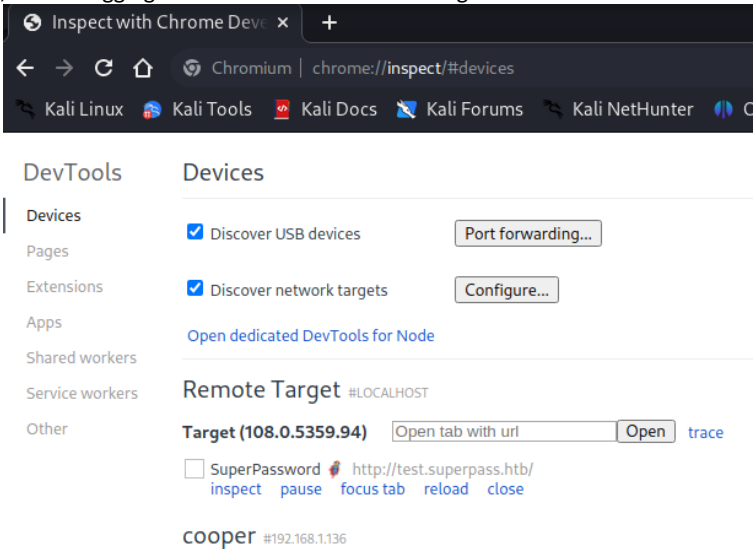 Inspect with Chrome Deve
Chromium | chrome://inspect/#devices
Kali Linux Kali Tools Kali Docs Kali Forums Kali NetHunter
DevTools
Devices
Pages
Extensions
Apps
Shared workers
Service workers
Other
Devices
Discover USB devices Port forwarding...
Discover network targets Configure...
Open dedicated DevTools for Node
Remote Target #LOCALHOST
Target (108.0.5359.94) Open tab with url Open trace
SuperPassword http://test.superpass.htb/
inspect pause focus tab reload close
cooper #192.168.1.136